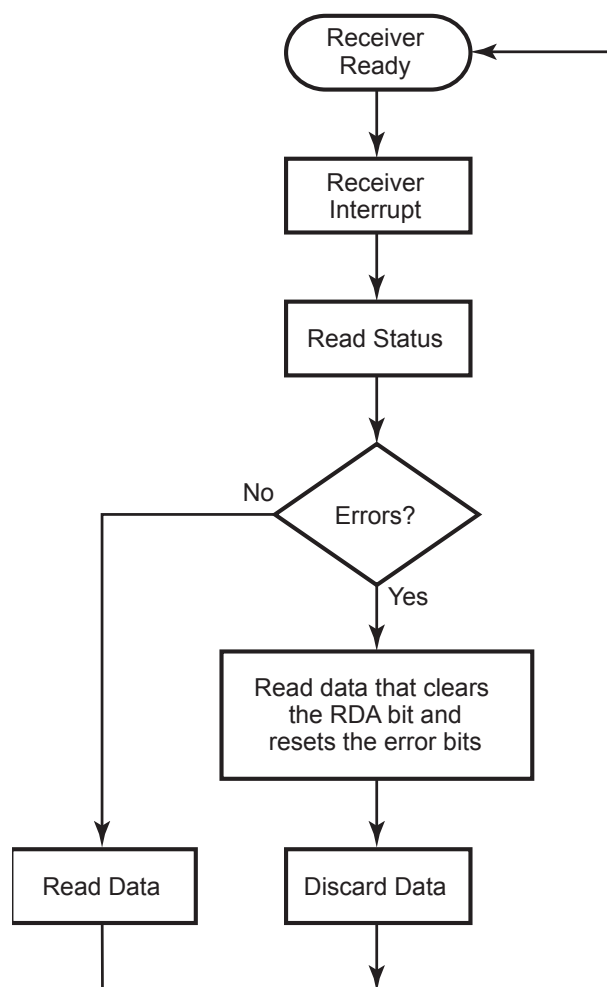 Receiver
Ready
Receiver
Interrupt
Read Status
Errors?
No
Yes
Read data that clears
the RDA bit and
resets the error bits
Read Data
Discard Data